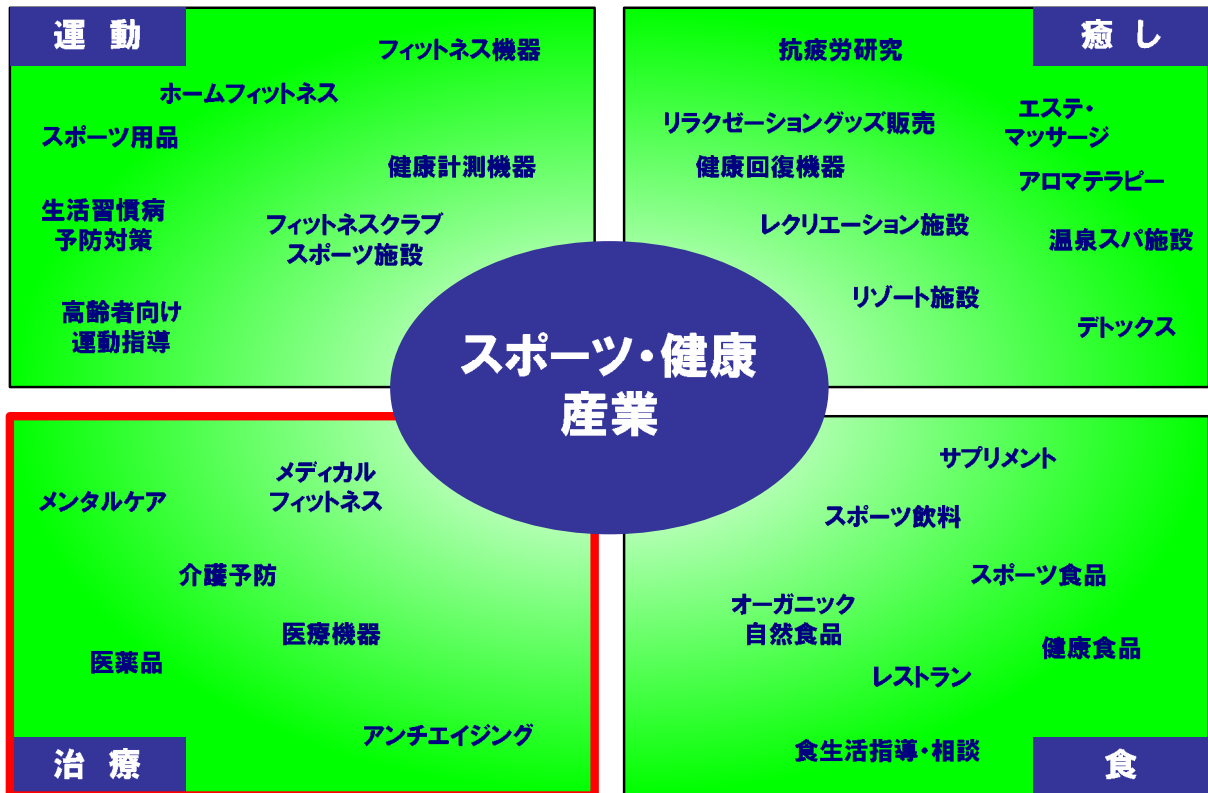 運動
フィットネス機器
ホームフィットネス
スポーツ用品
健康計測機器
生活習慣病
予防対策
フィットネスクラブ
スポーツ施設
高齢者向け
運動指導
癒し
抗疲労研究
リラクゼーショングッズ販売
エステ・
マッサージ
健康回復機器
アロマテラピー
レクリエーション施設
温泉スパ施設
リゾート施設
デトックス
スポーツ・健康
産業
メディカル
フィットネス
メンタルケア
介護予防
医療機器
医薬品
アンチエイジング
治療
サプリメント
スポーツ飲料
スポーツ食品
オーガニック
自然食品
健康食品
レストラン
食生活指導・相談
食